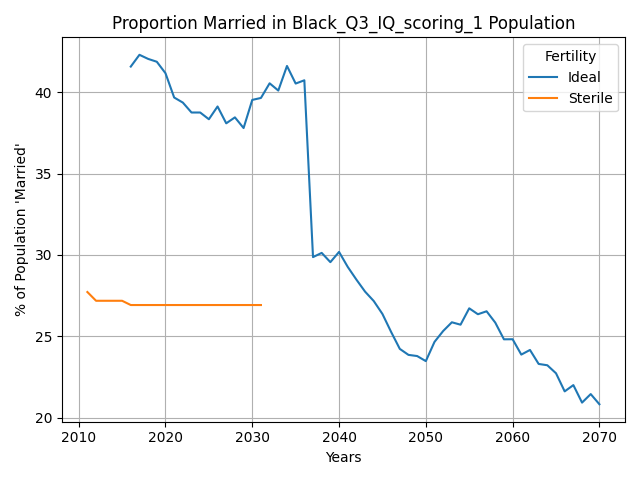 Proportion Married in Black_Q3_IQ_scoring_1 Population
Fertility
Ideal
Sterile
% of Population 'Married'
40
35
30
25
20
2010
2020
2030
2040
2050
2060
2070
Years